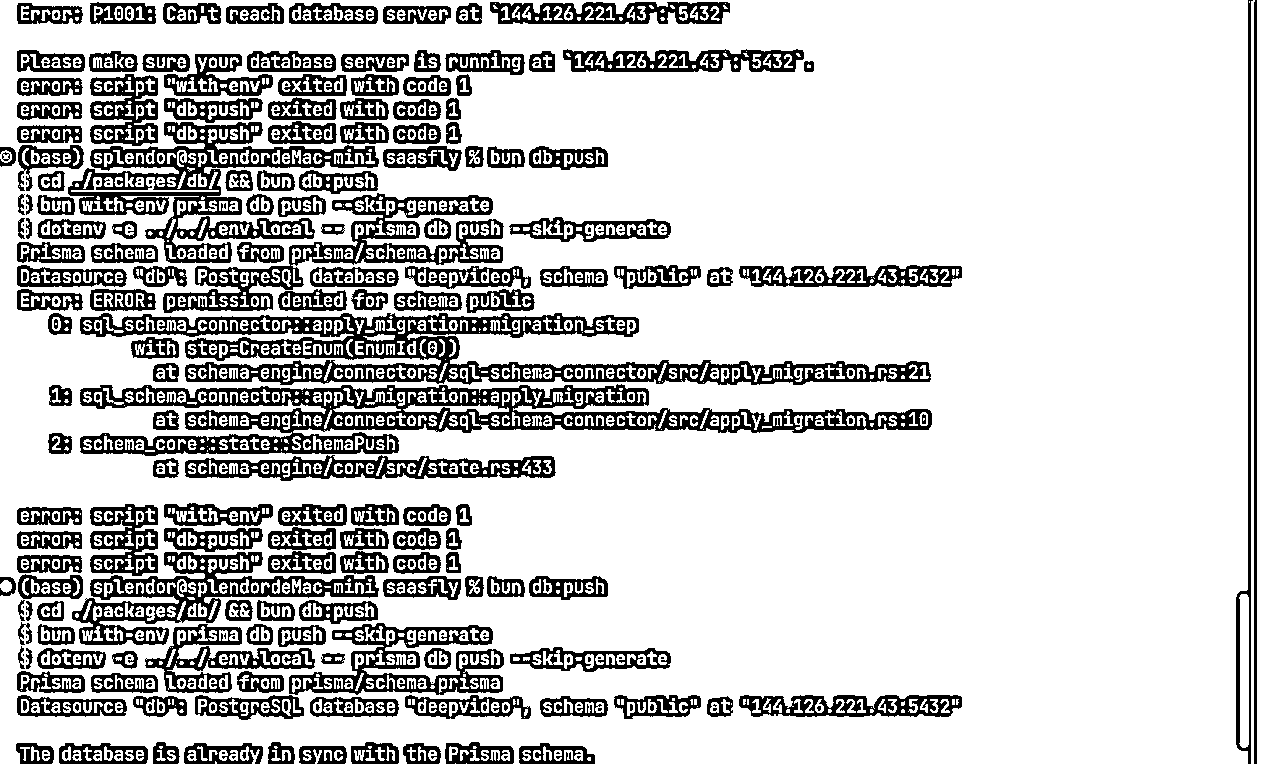 Error: P1001: Can't reach database server at `144.126.221.43`:`5432`
Please make sure your database server is running at `144.126.221.43`:`5432`.
error: script "with-env" exited with code 1
error: script "db:push" exited with code 1
error: script "db:push" exited with code 1
(base) splendor@splendordeMac-mini saasfly % bun db:push
$ cd ./packages/db/ && bun db:push
$ bun with-env prisma db push --skip-generate
$ dotenv -e ../../.env.local -- prisma db push --skip-generate
Prisma schema loaded from prisma/schema.prisma
Datasource "db": PostgreSQL database "deepvideo", schema "public" at "144.126.221.43:5432"
Error: ERROR: permission denied for schema public
0: sql_schema_connector::apply_migration::migration_step
with step=CreateEnum(EnumId(0))
at schema-engine/connectors/sql-schema-connector/src/apply_migration.rs:21
1: sql_schema_connector::apply_migration::apply_migration
at schema-engine/connectors/sql-schema-connector/src/apply_migration.rs:10
2: schema_core::state::SchemaPush
at schema-engine/core/src/state.rs:433
error: script "with-env" exited with code 1
error: script "db:push" exited with code 1
error: script "db:push" exited with code 1
(base) splendor@splendordeMac-mini saasfly % bun db:push
$ cd ./packages/db/ && bun db:push
$ bun with-env prisma db push --skip-generate
$ dotenv -e ../../.env.local -- prisma db push --skip-generate
Prisma schema loaded from prisma/schema.prisma
Datasource "db": PostgreSQL database "deepvideo", schema "public" at "144.126.221.43:5432"
The database is already in sync with the Prisma schema.